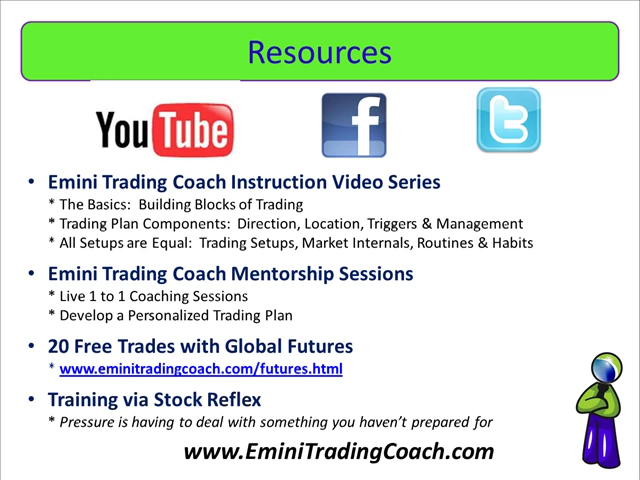 Resources
You Tube
f
t
• Emini Trading Coach Instruction Video Series
* The Basics: Building Blocks of Trading
* Trading Plan Components: Direction, Location, Triggers & Management
* All Setups are Equal: Trading Setups, Market Internals, Routines & Habits
• Emini Trading Coach Mentorship Sessions
* Live 1 to 1 Coaching Sessions
* Develop a Personalized Trading Plan
• 20 Free Trades with Global Futures
* www.eminitradingcoach.com/futures.html
• Training via Stock Reflex
* Pressure is having to deal with something you haven’t prepared for
www.EminiTradingCoach.com